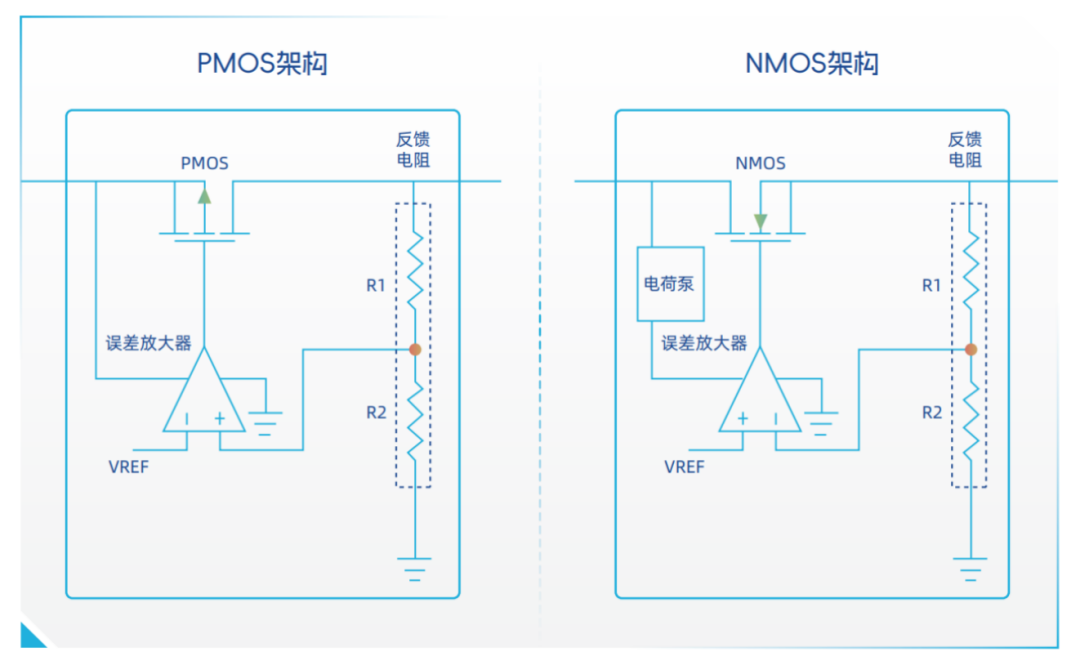 PMOS架构
反馈
电阻
PMOS
R1
误差放大器
R2
VREF
NMOS架构
反馈
电阻
NMOS
电荷泵
R1
误差放大器
R2
VREF